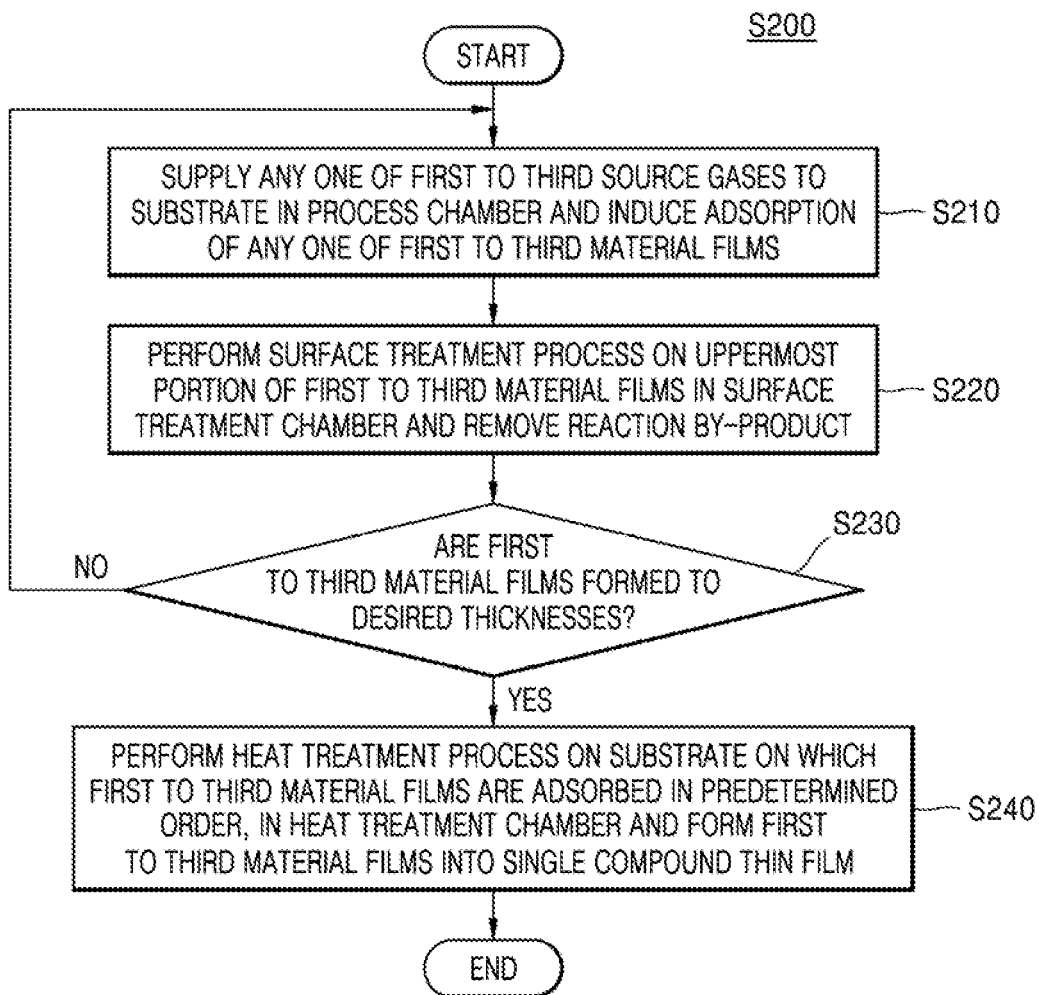 S200
START
SUPPLY ANY ONE OF FIRST TO THIRD SOURCE GASES TO
SUBSTRATE IN PROCESS CHAMBER AND INDUCE ADSORPTION
OF ANY ONE OF FIRST TO THIRD MATERIAL FILMS
S210
PERFORM SURFACE TREATMENT PROCESS ON UPPERMOST
PORTION OF FIRST TO THIRD MATERIAL FILMS IN SURFACE
TREATMENT CHAMBER AND REMOVE REACTION BY-PRODUCT
S220
ARE FIRST
TO THIRD MATERIAL FILMS FORMED TO
DESIRED THICKNESSES?
S230
NO
YES
PERFORM HEAT TREATMENT PROCESS ON SUBSTRATE ON WHICH
FIRST TO THIRD MATERIAL FILMS ARE ADSORBED IN PREDETERMINED
ORDER, IN HEAT TREATMENT CHAMBER AND FORM FIRST
TO THIRD MATERIAL FILMS INTO SINGLE COMPOUND THIN FILM
S240
END